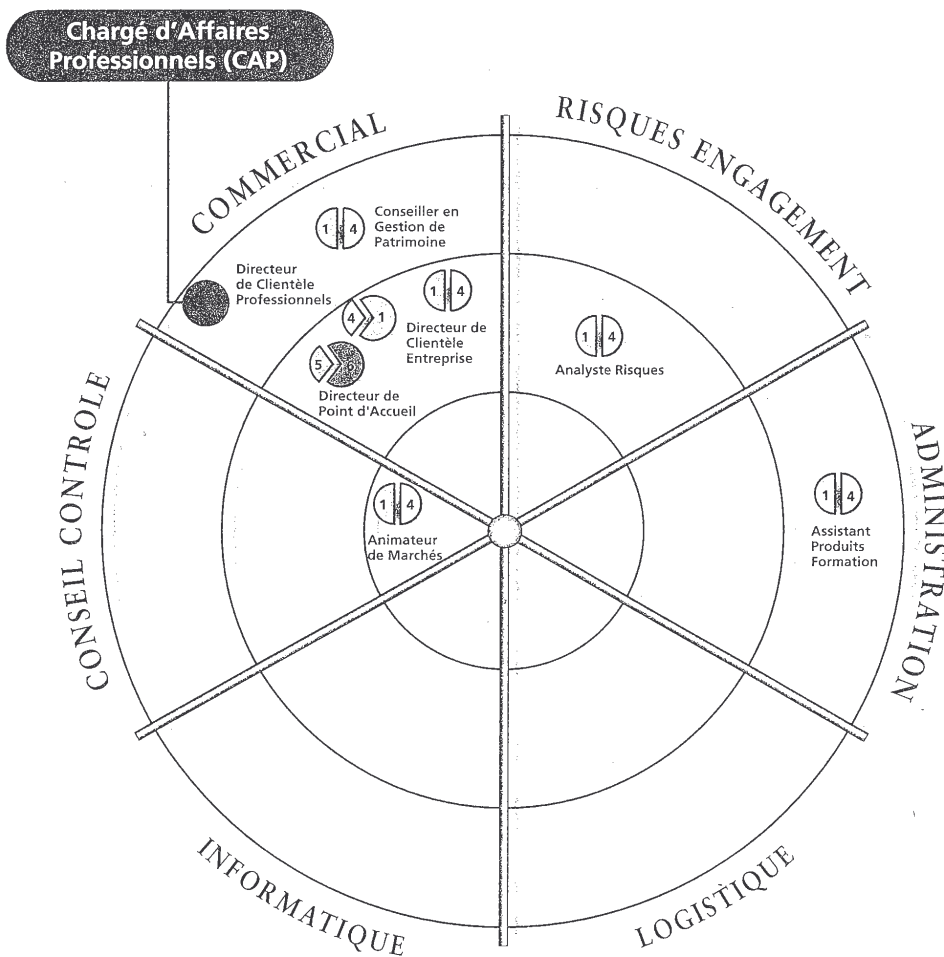 Chargé d'Affaires
Professionnels (CAP)
COMMERCIAL
RISQUES ENGAGEMENT
1 4
Conseiller en
Gestion de
Patrimoine
Directeur
de Clientèle
Professionnels
1 4
Directeur de
Clientèle
Entreprise
4 1
5 6
Directeur de
Point d'Accueil
1 4
Analyste Risques
CONSEIL CONTROLE
1 4
Animateur
de Marchés
ADMINISTRATION
1 4
Assistant
Produits
Formation
INFORMATIQUE
LOGISTIQUE